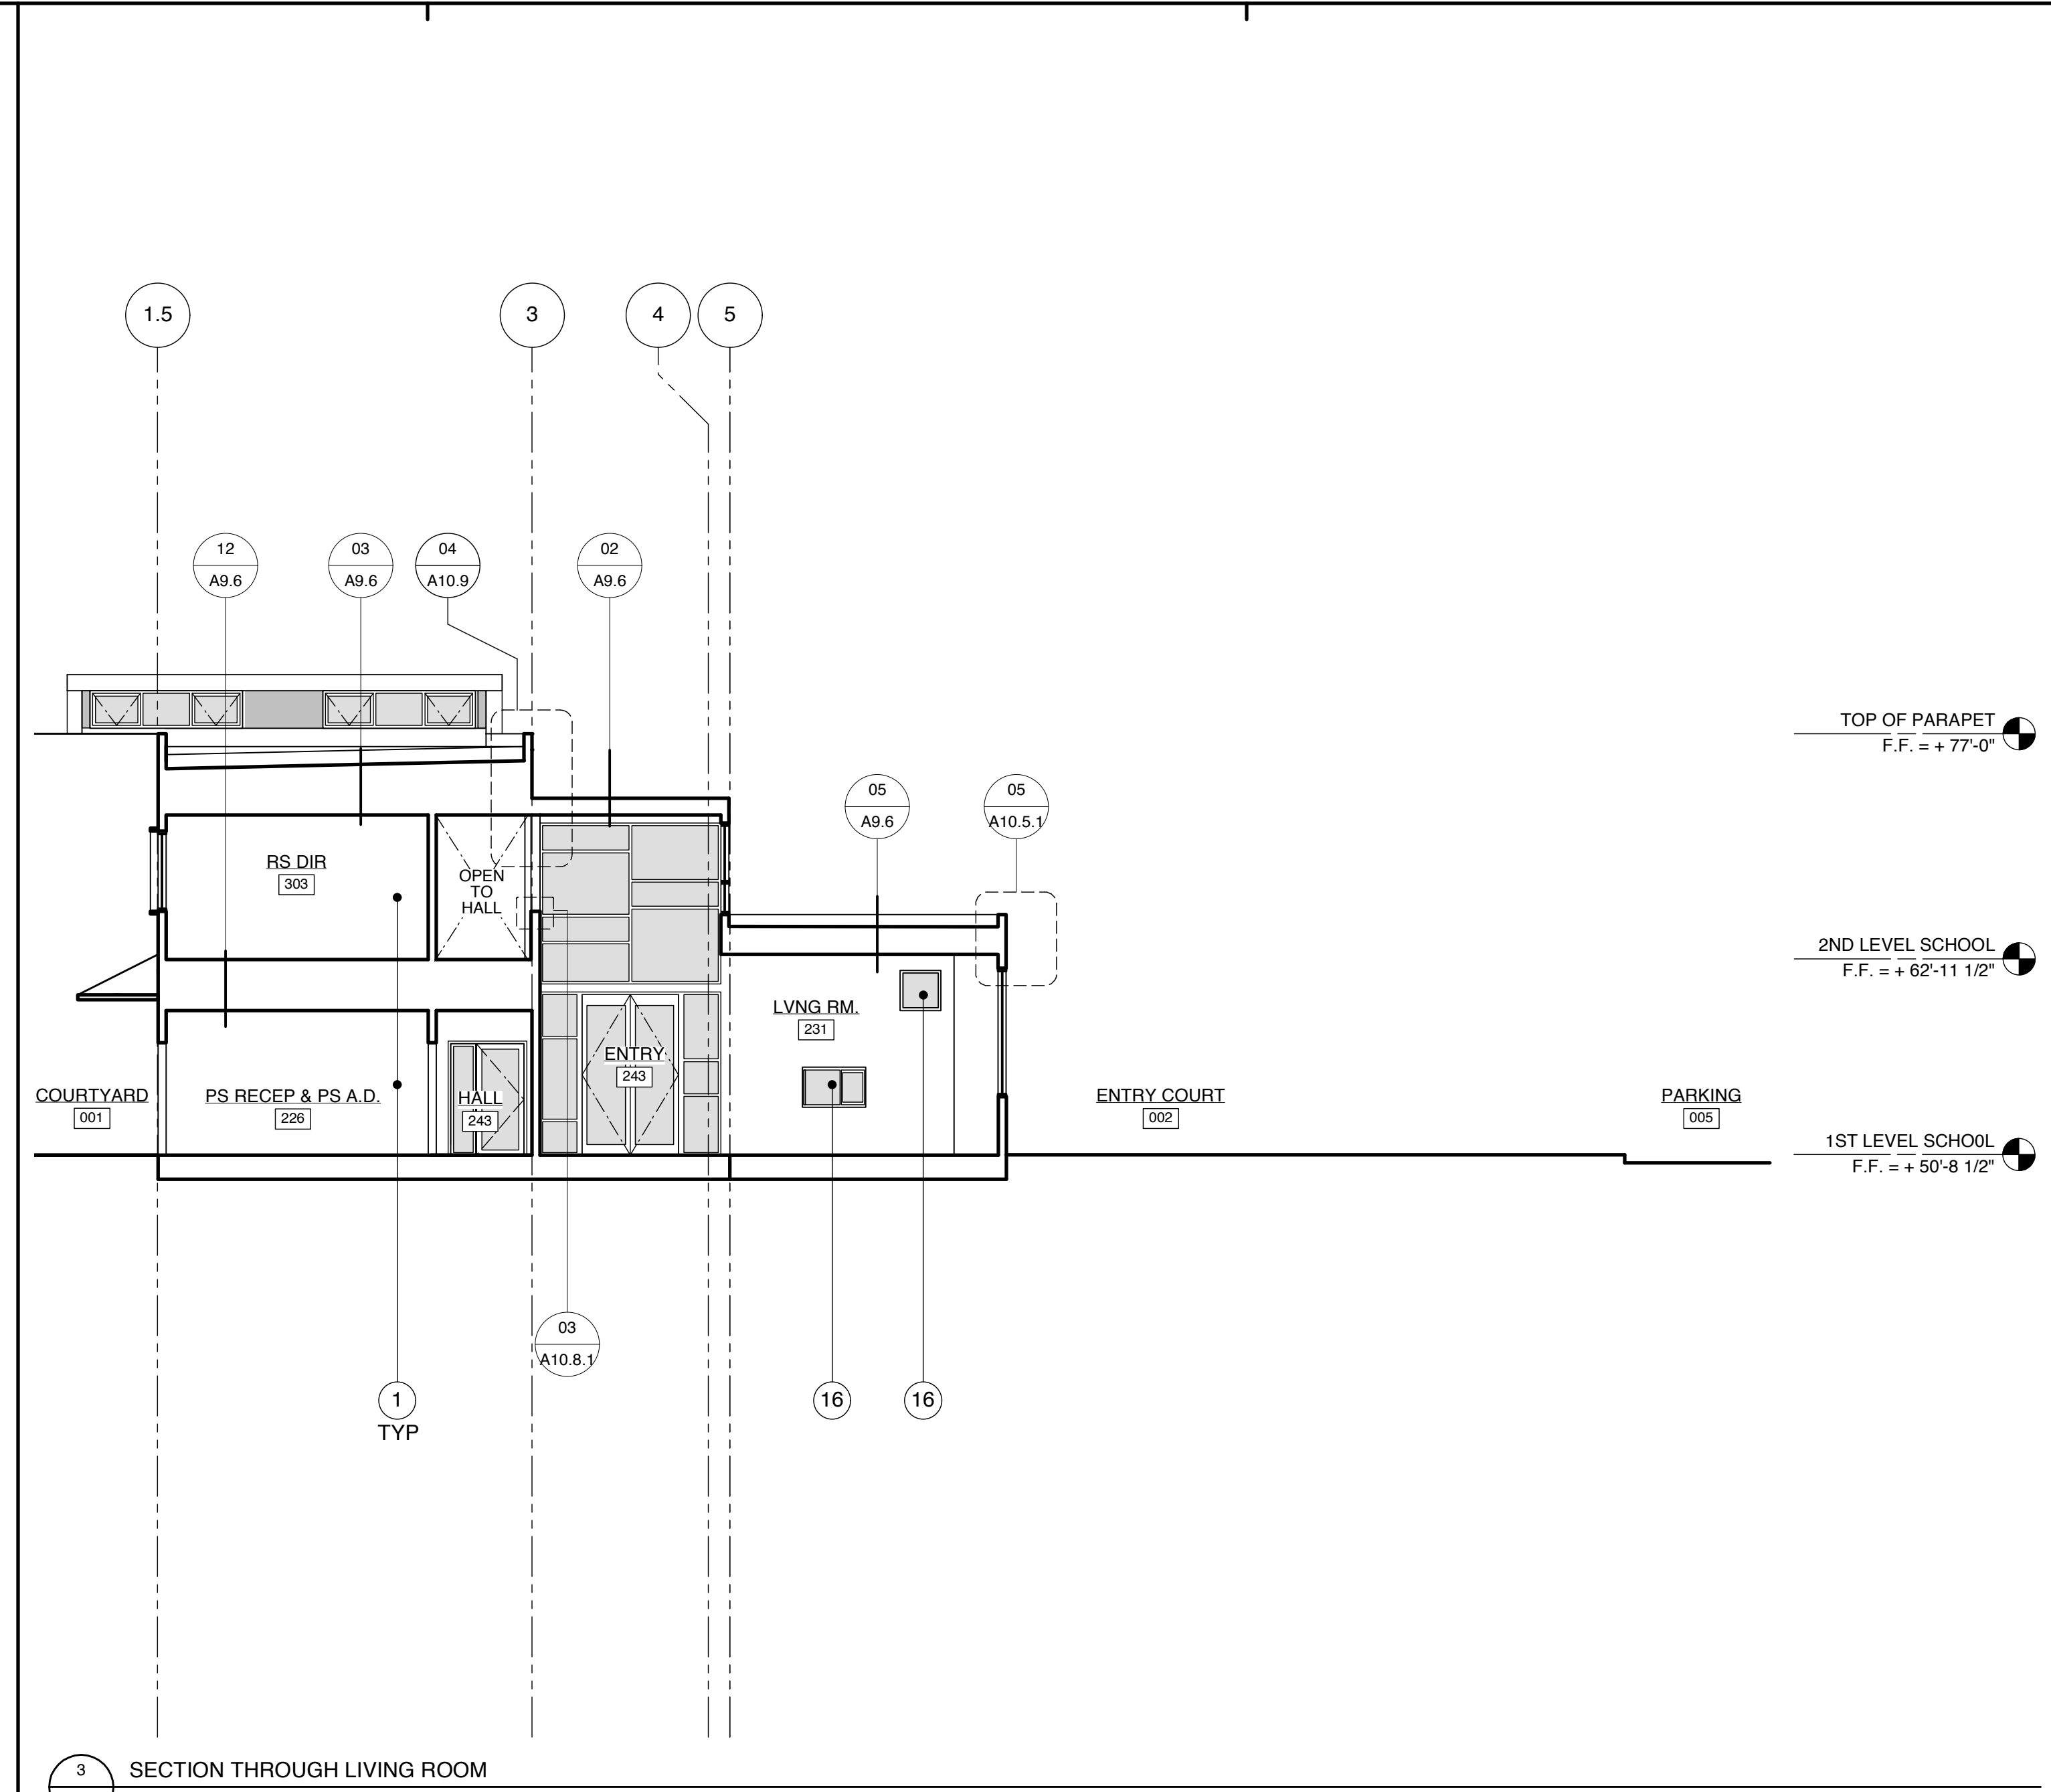 1.5
3
4
5
12
A9.6
03
A9.6
04
A10.9
02
A9.6
TOP OF PARAPET
F.F. = + 77'-0"
05
A9.6
05
A10.5.1
RS DIR
303
OPEN
TO
HALL
2ND LEVEL SCHOOL
F.F. = + 62'-11 1/2"
LVNG RM.
231
ENTRY
243
COURTYARD
001
PS RECEP & PS A.D.
226
HALL
243
ENTRY COURT
002
PARKING
005
1ST LEVEL SCHO0L
F.F. = + 50'-8 1/2"
03
A10.8.1
1
TYP
16
16
3
SECTION THROUGH LIVING ROOM